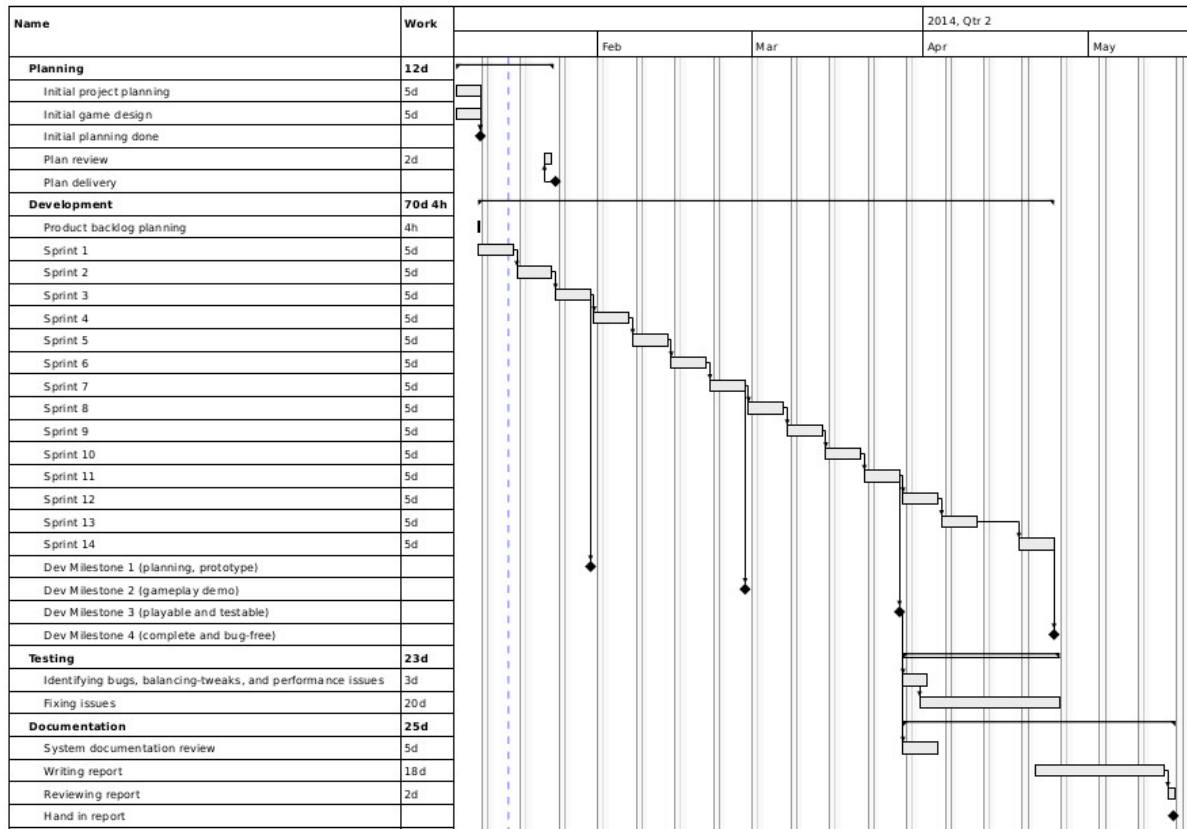 Name Work 2014, Qtr 2
Feb Mar Apr May
Planning 12d
Initial project planning 5d
Initial game design 5d
Initial planning done
Plan review 2d
Plan delivery
Development 70d 4h
Product backlog planning 4h
Sprint 1 5d
Sprint 2 5d
Sprint 3 5d
Sprint 4 5d
Sprint 5 5d
Sprint 6 5d
Sprint 7 5d
Sprint 8 5d
Sprint 9 5d
Sprint 10 5d
Sprint 11 5d
Sprint 12 5d
Sprint 13 5d
Sprint 14 5d
Dev Milestone 1 (planning, prototype)
Dev Milestone 2 (gameplay demo)
Dev Milestone 3 (playable and testable)
Dev Milestone 4 (complete and bug-free)
Testing 23d
Identifying bugs, balancing-tweaks, and performance issues 3d
Fixing issues 20d
Documentation 25d
System documentation review 5d
Writing report 18d
Reviewing report 2d
Hand in report